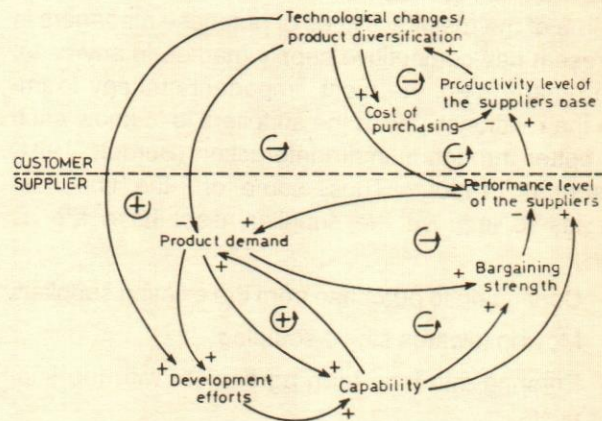 Technological changes/
product diversification
+
+
Productivity level of
the suppliers base
Cost of
purchasing
+
+
+
−
−
−
CUSTOMER
SUPPLIER
+
Performance level
of the suppliers
+
−
+
Product demand
−
−
+
+
Bargaining
strength
+
+
−
+
+
+
+
Development
efforts
Capability
+